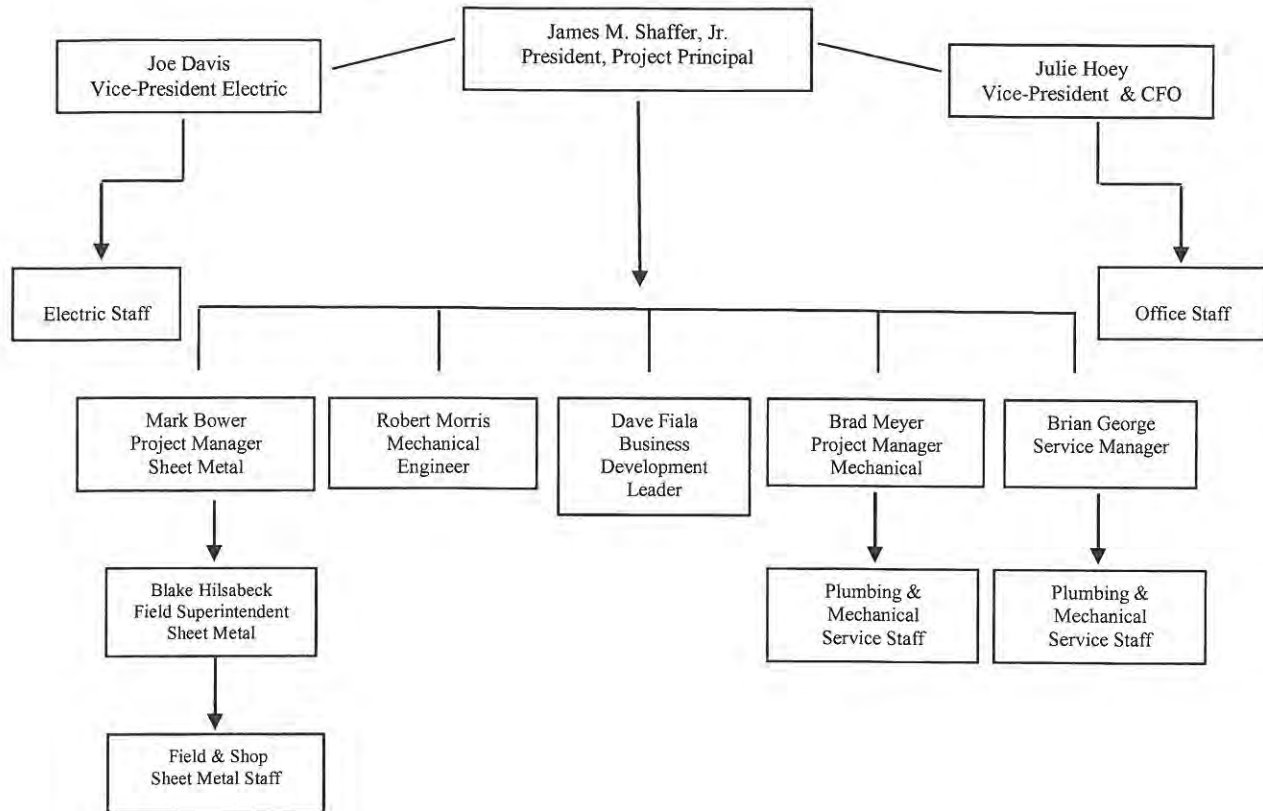 James M. Shaffer, Jr.
President, Project Principal
Joe Davis
Vice-President Electric
Julie Hoey
Vice-President & CFO
Electric Staff
Office Staff
Mark Bower
Project Manager
Sheet Metal
Robert Morris
Mechanical
Engineer
Dave Fiala
Business
Development
Leader
Brad Meyer
Project Manager
Mechanical
Brian George
Service Manager
Blake Hilsabeck
Field Superintendent
Sheet Metal
Plumbing &
Mechanical
Service Staff
Plumbing &
Mechanical
Service Staff
Field & Shop
Sheet Metal Staff